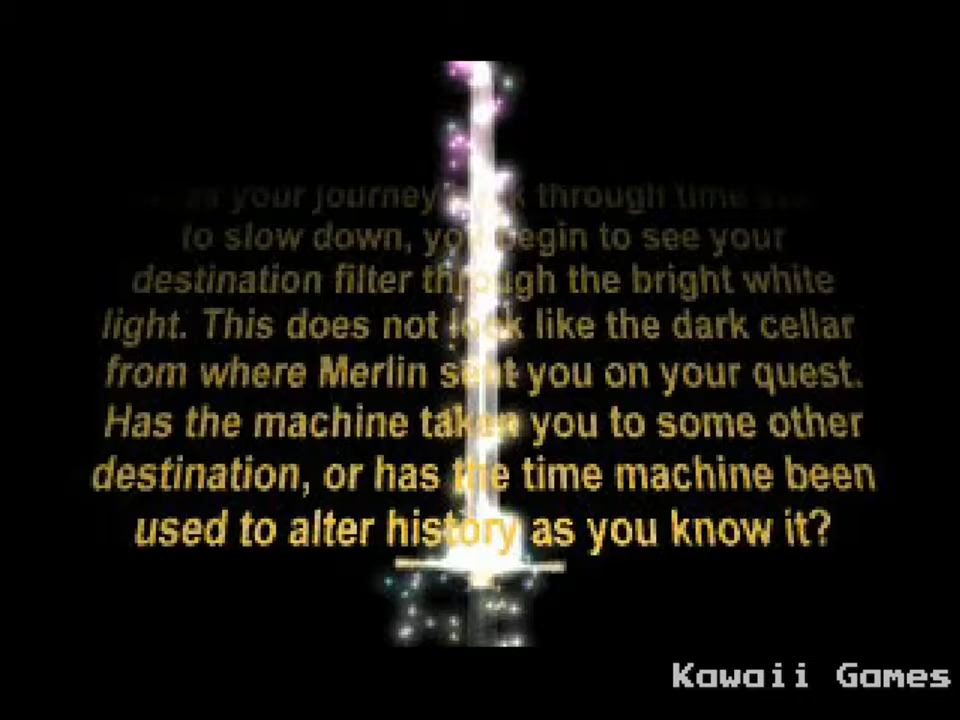 your journey through time
to slow down, you begin to see your
destination filter through the bright white
light. This does not look like the dark cellar
from where Merlin sent you on your quest.
Has the machine taken you to some other
destination, or has the time machine been
used to alter history as you know it?
Kawaii Games